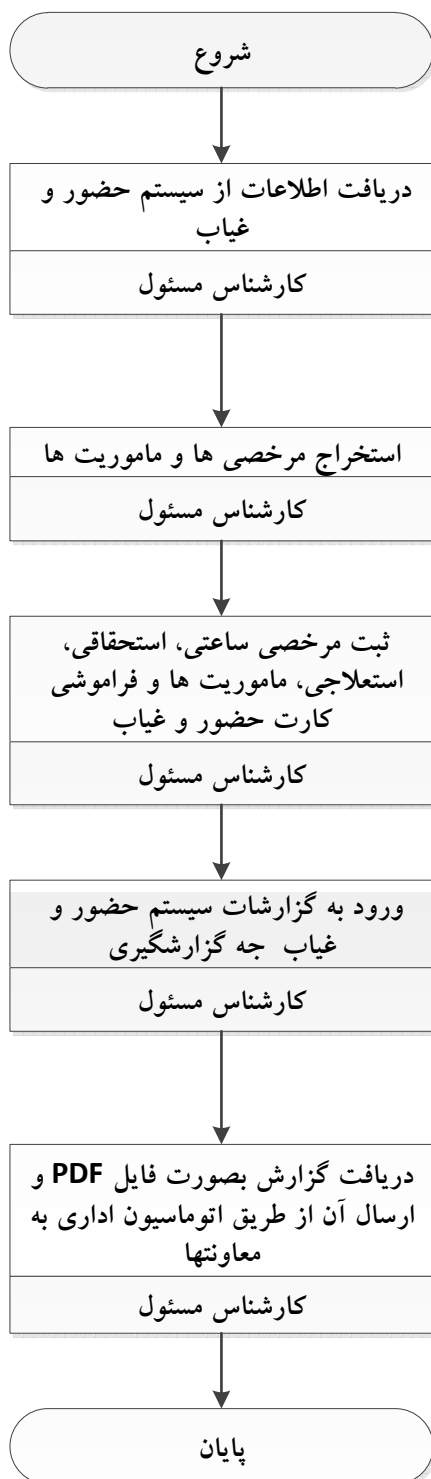 شروع
دریافت اطلاعات از سیستم حضور و
غیاب
کارشناس مسئول
استخراج مرخصی ها و ماموریت ها
کارشناس مسئول
ثبت مرخصی ساعتی، استحقاقی،
استعلاجی، ماموریت ها و فراموشی
کارت حضور و غیاب
کارشناس مسئول
ورود به گزارشات سیستم حضور و
غیاب جه گزارشگیری
کارشناس مسئول
دریافت گزارش بصورت فایل PDF و
ارسال آن از طریق اتوماسیون اداری به
معاونتها
کارشناس مسئول
پایان